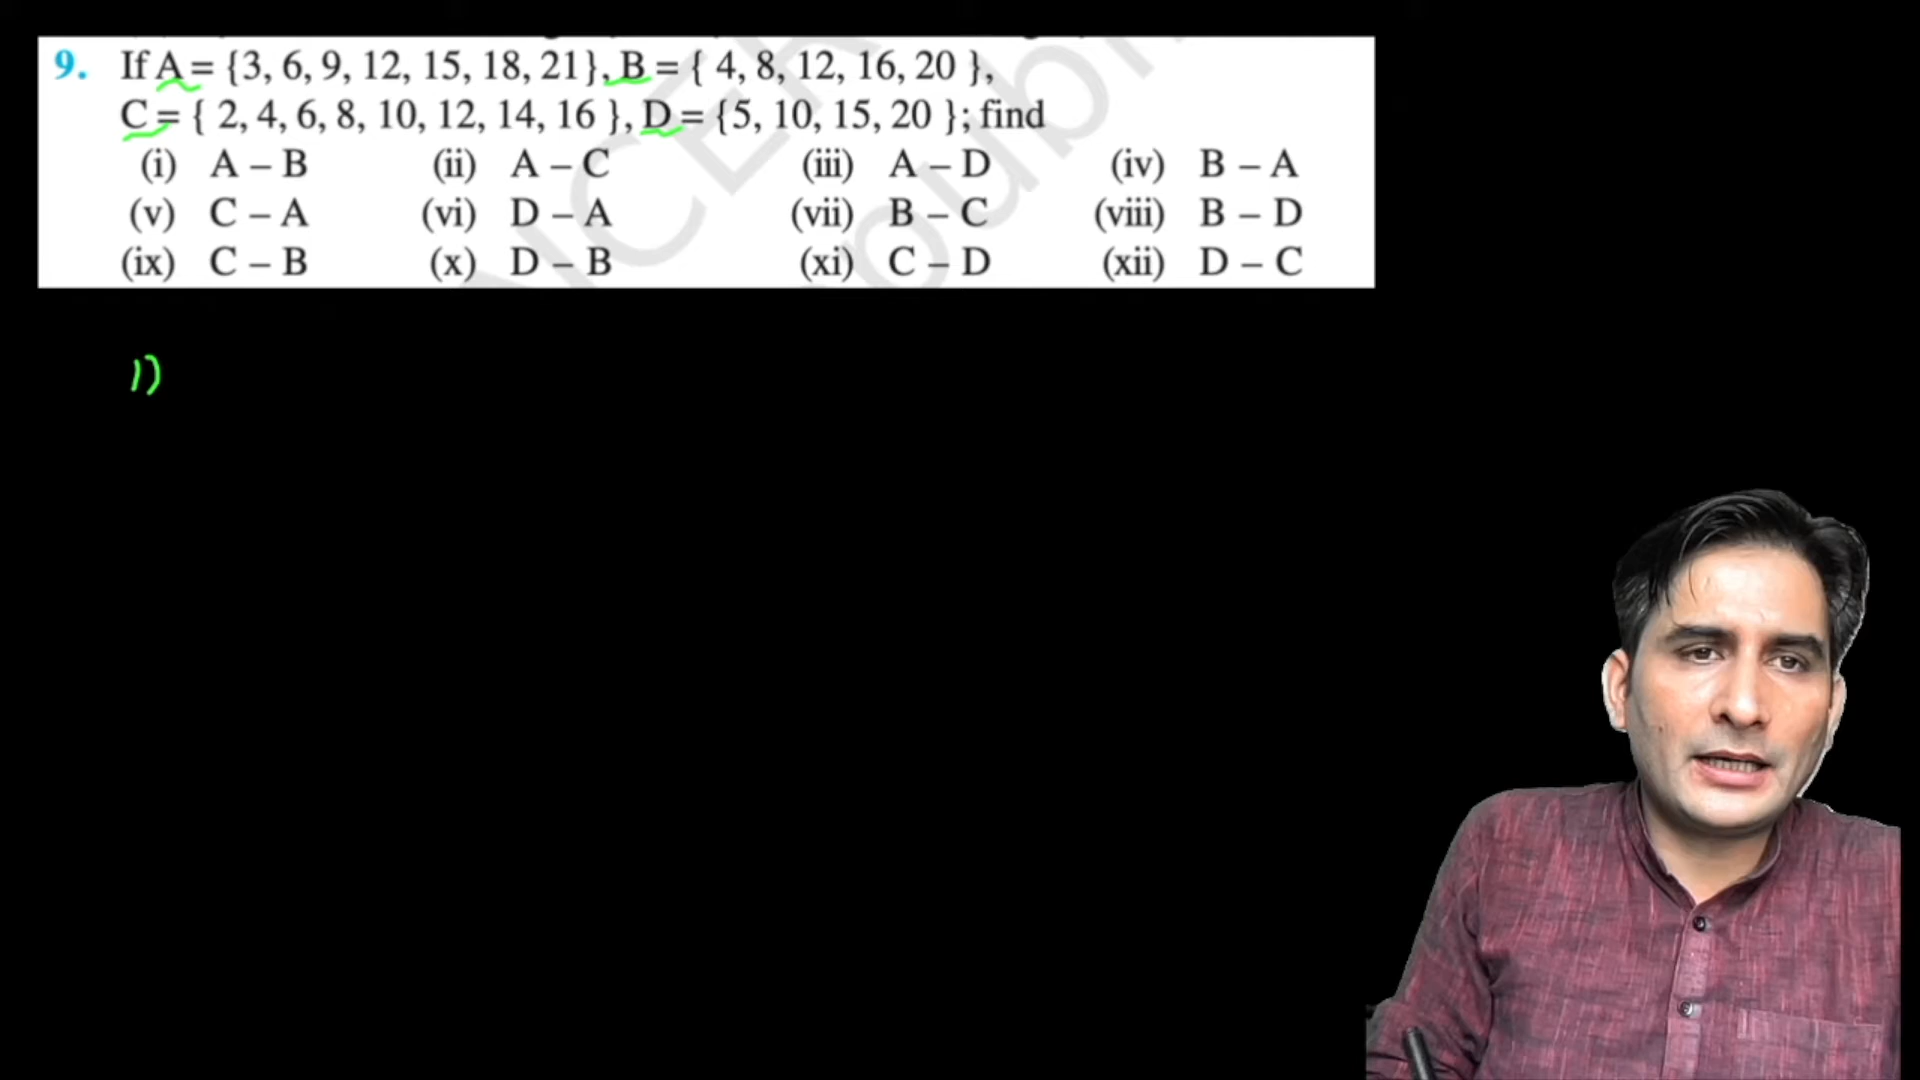 9. If A = {3, 6, 9, 12, 15, 18, 21}, B = { 4, 8, 12, 16, 20 },
C = { 2, 4, 6, 8, 10, 12, 14, 16 }, D = {5, 10, 15, 20 }; find
(i) A – B (ii) A – C (iii) A – D (iv) B – A
(v) C – A (vi) D – A (vii) B – C (viii) B – D
(ix) C – B (x) D – B (xi) C – D (xii) D – C
1)